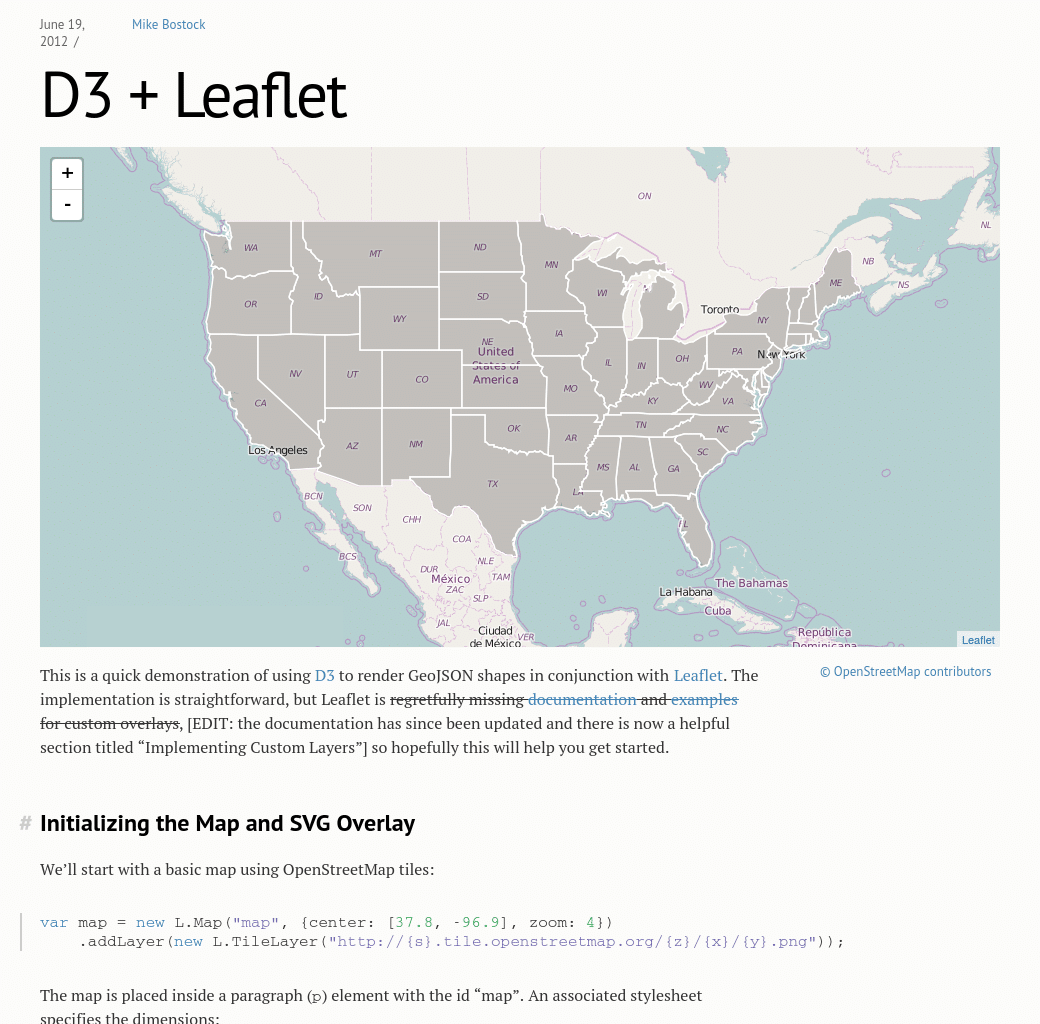 June 19,
2012 /
Mike Bostock
D3 + Leaflet
+
-
ON
NL
NB
NS
WA
MT
ND
MN
ME
OR
ID
SD
WI
WY
Toronto
NY
IA
NE
United
States of
America
PA
New York
NV
UT
CO
IL
IN
OH
MO
WV
CA
KY
VA
OK
TN
NC
Los Angeles
AZ
NM
AR
SC
TX
MS
AL
GA
LA
BCN
SON
CHH
FL
COA
BCS
NLE
DUR
México
TAM
ZAC
SLP
The Bahamas
La Habana
Cuba
JAL
Ciudad
de México
VER
República
Dominicana
Leaflet
This is a quick demonstration of using D3 to render GeoJSON shapes in conjunction with Leaflet. The
implementation is straightforward, but Leaflet is regretfully missing documentation and examples
for custom overlays, [EDIT: the documentation has since been updated and there is now a helpful
section titled “Implementing Custom Layers”] so hopefully this will help you get started.
© OpenStreetMap contributors
# Initializing the Map and SVG Overlay
We’ll start with a basic map using OpenStreetMap tiles:
var map = new L.Map("map", {center: [37.8, -96.9], zoom: 4})
    .addLayer(new L.TileLayer("http://{s}.tile.openstreetmap.org/{z}/{x}/{y}.png"));
The map is placed inside a paragraph (p) element with the id “map”. An associated stylesheet
specifies the dimensions: